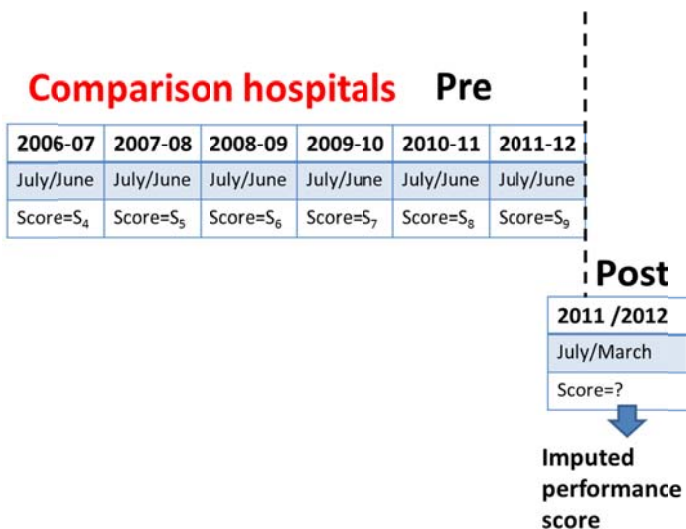 Comparison hospitals Pre
2006-07 2007-08 2008-09 2009-10 2010-11 2011-12
July/June July/June July/June July/June July/June July/June
Score=S₄ Score=S₅ Score=S₆ Score=S₇ Score=S₈ Score=S₉
Post
2011 /2012
July/March
Score=?
Imputed
performance
score